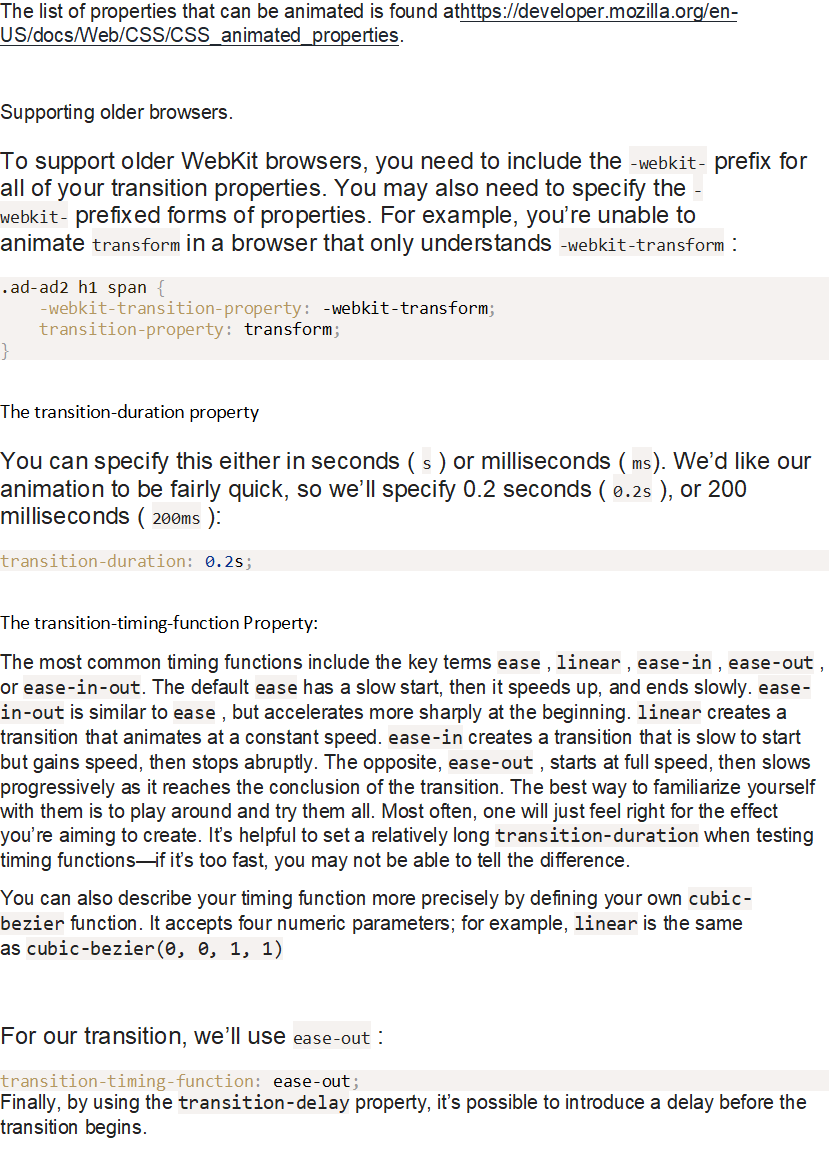 The list of properties that can be animated is found athttps://developer.mozilla.org/en-
US/docs/Web/CSS/CSS_animated_properties.
Supporting older browsers.
To support older WebKit browsers, you need to include the -webkit- prefix for
all of your transition properties. You may also need to specify the -
webkit- prefixed forms of properties. For example, you’re unable to
animate transform in a browser that only understands -webkit-transform :
.ad-ad2 h1 span {
    -webkit-transition-property: -webkit-transform;
    transition-property: transform;
}
The transition-duration property
You can specify this either in seconds ( s ) or milliseconds ( ms). We’d like our
animation to be fairly quick, so we’ll specify 0.2 seconds ( 0.2s ), or 200
milliseconds ( 200ms ):
transition-duration: 0.2s;
The transition-timing-function Property:
The most common timing functions include the key terms ease , linear , ease-in , ease-out ,
or ease-in-out. The default ease has a slow start, then it speeds up, and ends slowly. ease-
in-out is similar to ease , but accelerates more sharply at the beginning. linear creates a
transition that animates at a constant speed. ease-in creates a transition that is slow to start
but gains speed, then stops abruptly. The opposite, ease-out , starts at full speed, then slows
progressively as it reaches the conclusion of the transition. The best way to familiarize yourself
with them is to play around and try them all. Most often, one will just feel right for the effect
you’re aiming to create. It’s helpful to set a relatively long transition-duration when testing
timing functions—if it’s too fast, you may not be able to tell the difference.
You can also describe your timing function more precisely by defining your own cubic-
bezier function. It accepts four numeric parameters; for example, linear is the same
as cubic-bezier(0, 0, 1, 1)
For our transition, we’ll use ease-out :
transition-timing-function: ease-out;
Finally, by using the transition-delay property, it’s possible to introduce a delay before the
transition begins.